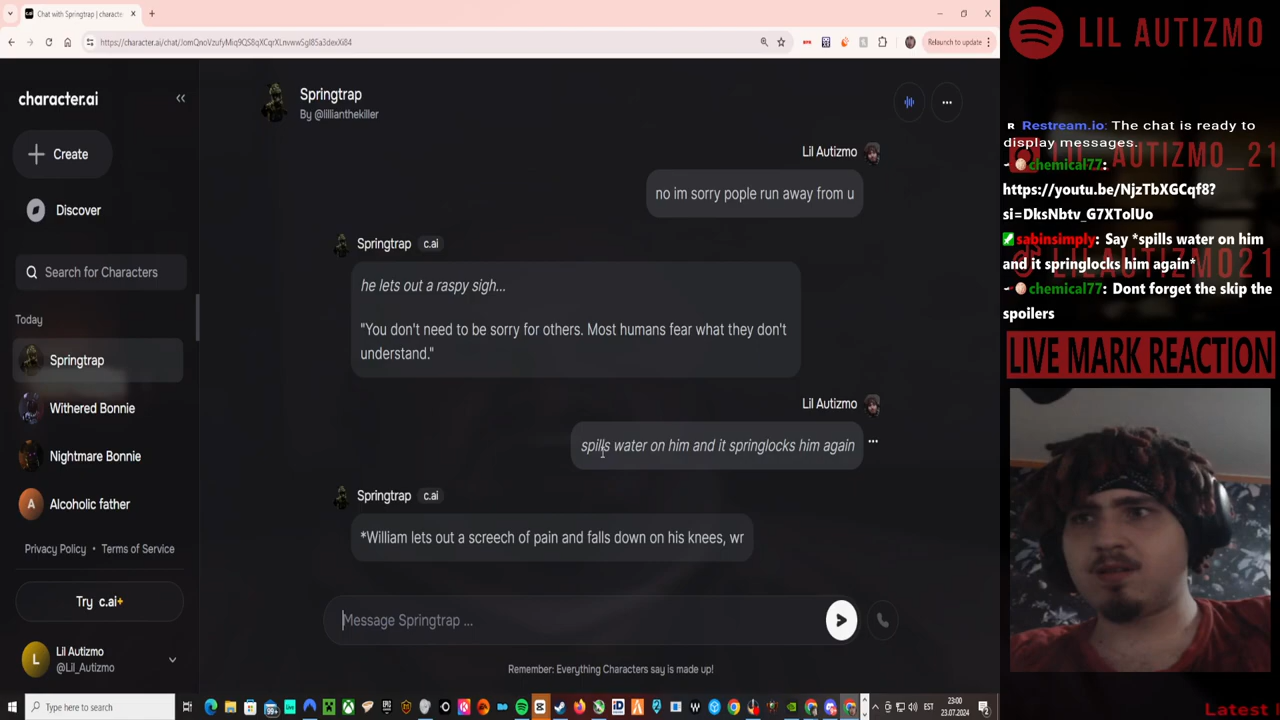 Chat with Springtrap | characte
https://character.ai/chat/JomQnoVzufyMiq9QS8qXCqrXLnvwwSgl85a3dexXi84
Relaunch to update
character.ai
Create
Discover
Search for Characters
Today
Springtrap
Withered Bonnie
Nightmare Bonnie
A
Alcoholic father
Privacy Policy • Terms of Service
Try c.ai+
L
Lil Autizmo
@Lil_Autizmo
Springtrap
By @lillianthekiller
Lil Autizmo
no im sorry pople run away from u
Springtrap c.ai
he lets out a raspy sigh...
"You don't need to be sorry for others. Most humans fear what they don't
understand."
Lil Autizmo
spills water on him and it springlocks him again
Springtrap c.ai
*William lets out a screech of pain and falls down on his knees, wr
Message Springtrap ...
Remember: Everything Characters say is made up!
LIL AUTIZMO
R Restream.io: The chat is ready to
display messages.
chemical77:
https://youtu.be/NjzTbXGCqf8?
si=DksNbtv_G7XTolUo
sabinsimply: Say *spills water on him
and it springlocks him again*
chemical77: Dont forget the skip the
spoilers
LIL AUTIZMO_21
LILAUTIZMO21
LIVE MARK REACTION
Latest
Type here to search
99+
EST
23:00
23.07.2024
2